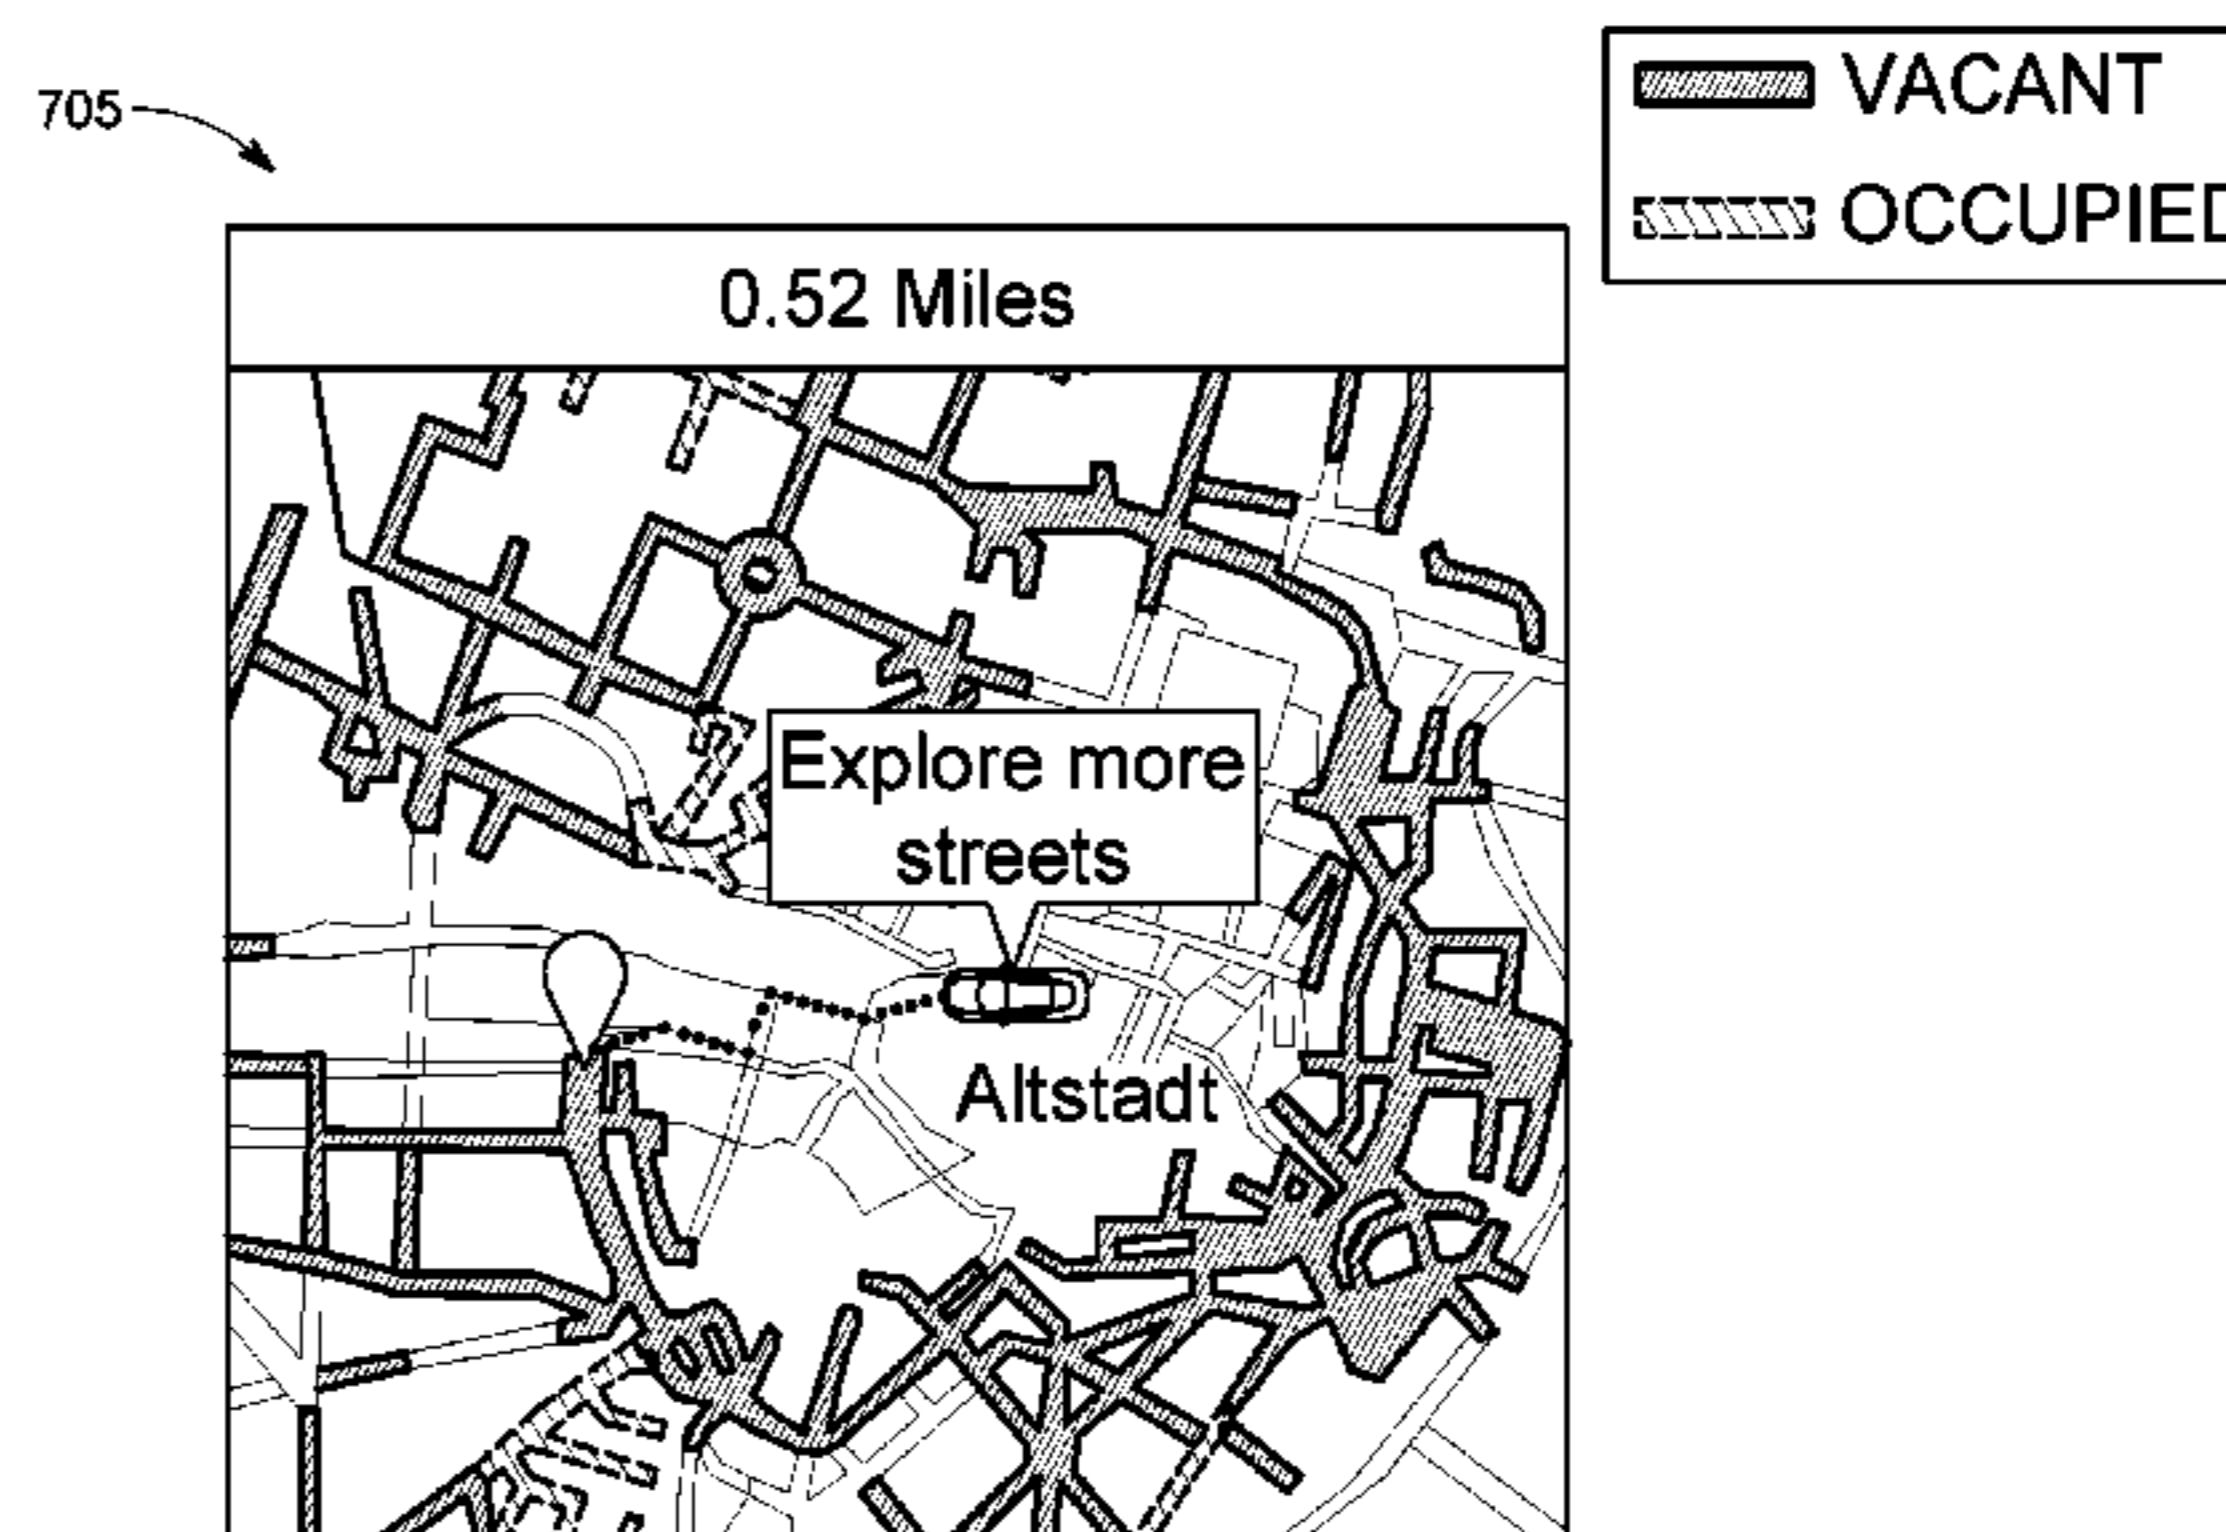 705
VACANT
OCCUPIED
0.52 Miles
Explore more
streets
Altstadt